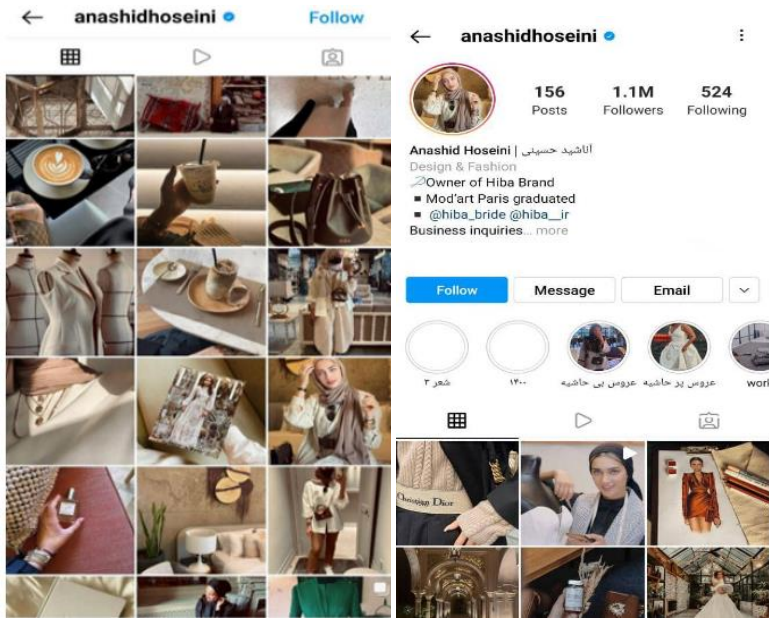 anashidhoseini
Follow
anashidhoseini
156
1.1M
524
Posts
Followers
Following
Anashid Hoseini | آناشید حسینی
Design & Fashion
Owner of Hiba Brand
▪ Mod'art Paris graduated
▪ @hiba_bride @hiba__ir
Business inquiries... more
Follow
Message
Email
شعر ۳
۱۴۰۰
عروس بی حاشیه
عروس پر حاشیه
work
Christian Dior